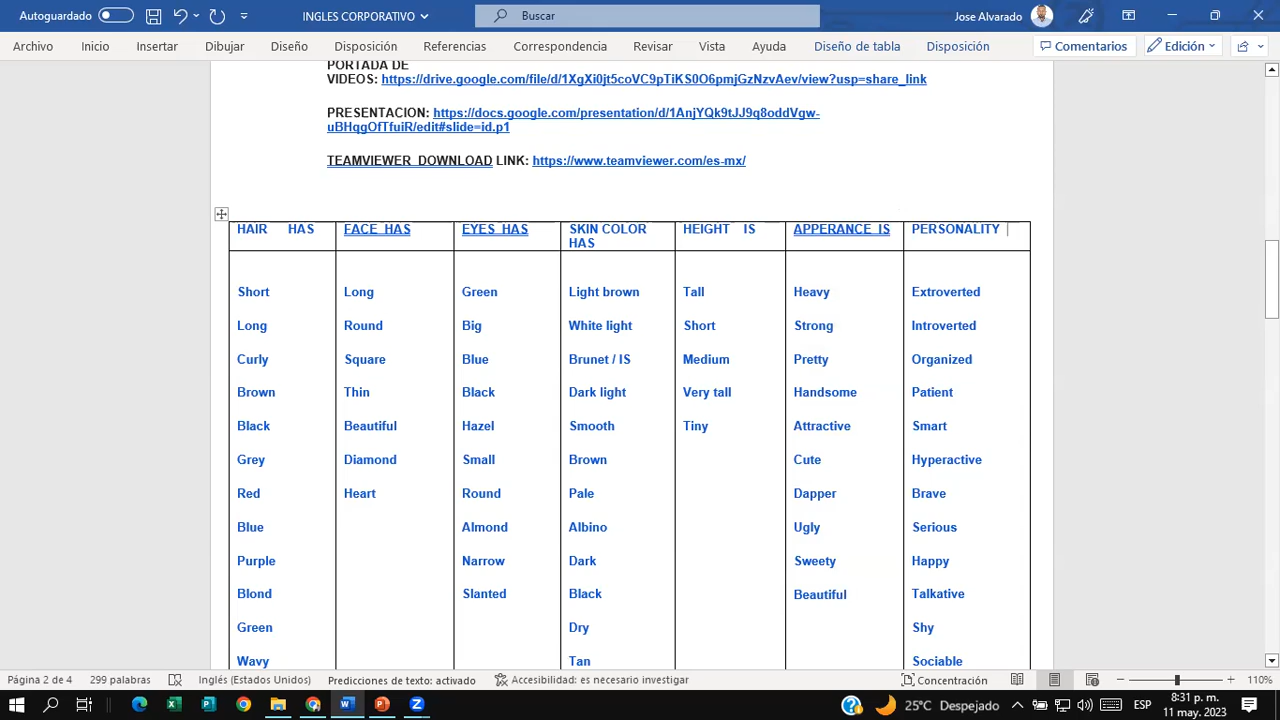 Autoguardado
INGLES CORPORATIVO
Buscar
Jose Alvarado
Archivo Inicio Insertar Dibujar Diseño Disposición Referencias Correspondencia Revisar Vista Ayuda Diseño de tabla Disposición Comentarios Edición
PORTADA DE
VIDEOS: https://drive.google.com/file/d/1XgXi0jt5coVC9pTiKS0O6pmjGzNzvAev/view?usp=share_link
PRESENTACION: https://docs.google.com/presentation/d/1AnjYQk9tJJ9q8oddVgw-
uBHqgOfTfuiR/edit#slide=id.p1
TEAMVIEWER DOWNLOAD LINK: https://www.teamviewer.com/es-mx/
HAIR HAS FACE HAS EYES HAS SKIN COLOR HEIGHT IS APPERANCE IS PERSONALITY
HAS
Short Long Green Light brown Tall Heavy Extroverted
Long Round Big White light Short Strong Introverted
Curly Square Blue Brunet / IS Medium Pretty Organized
Brown Thin Black Dark light Very tall Handsome Patient
Black Beautiful Hazel Smooth Tiny Attractive Smart
Grey Diamond Small Brown Cute Hyperactive
Red Heart Round Pale Dapper Brave
Blue Almond Albino Ugly Serious
Purple Narrow Dark Sweety Happy
Blond Slanted Black Beautiful Talkative
Green Dry Shy
Wavy Tan Sociable
Página 2 de 4 299 palabras Inglés (Estados Unidos) Predicciones de texto: activado Accesibilidad: es necesario investigar Concentración 110%
25°C Despejado ESP 8:31 p. m.
11 may. 2023